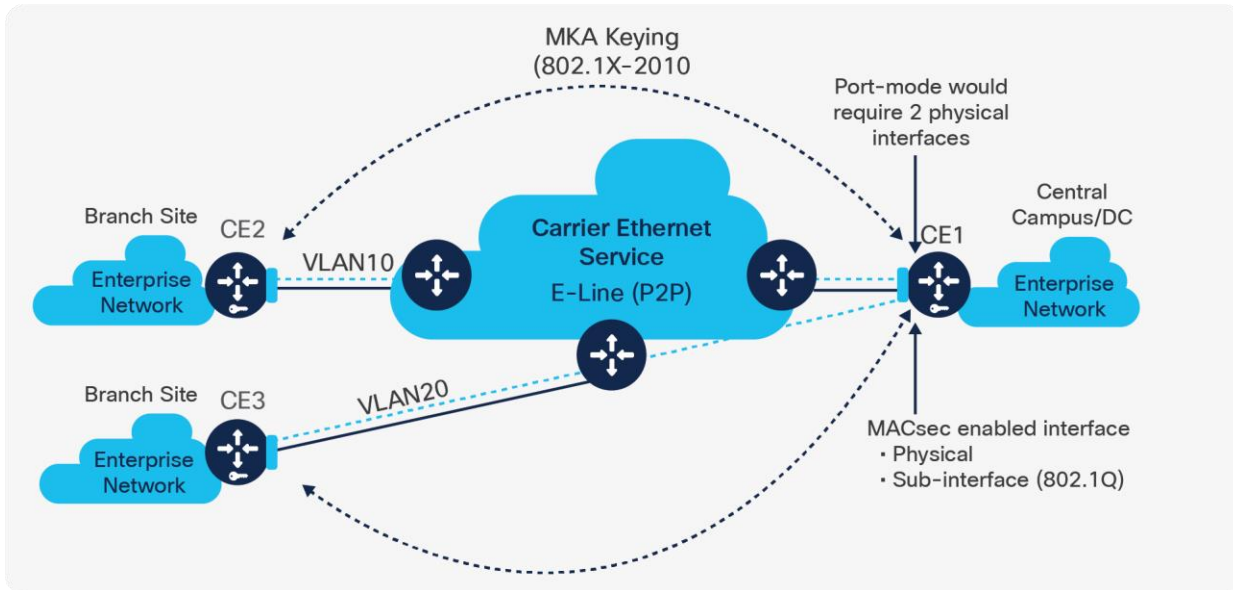 MKA Keying
(802.1X-2010
Port-mode would
require 2 physical
interfaces
Branch Site
CE2
Enterprise
Network
VLAN10
Carrier Ethernet
Service
E-Line (P2P)
CE1
Central
Campus/DC
Enterprise
Network
Branch Site
CE3
Enterprise
Network
VLAN20
MACsec enabled interface
• Physical
• Sub-interface (802.1Q)